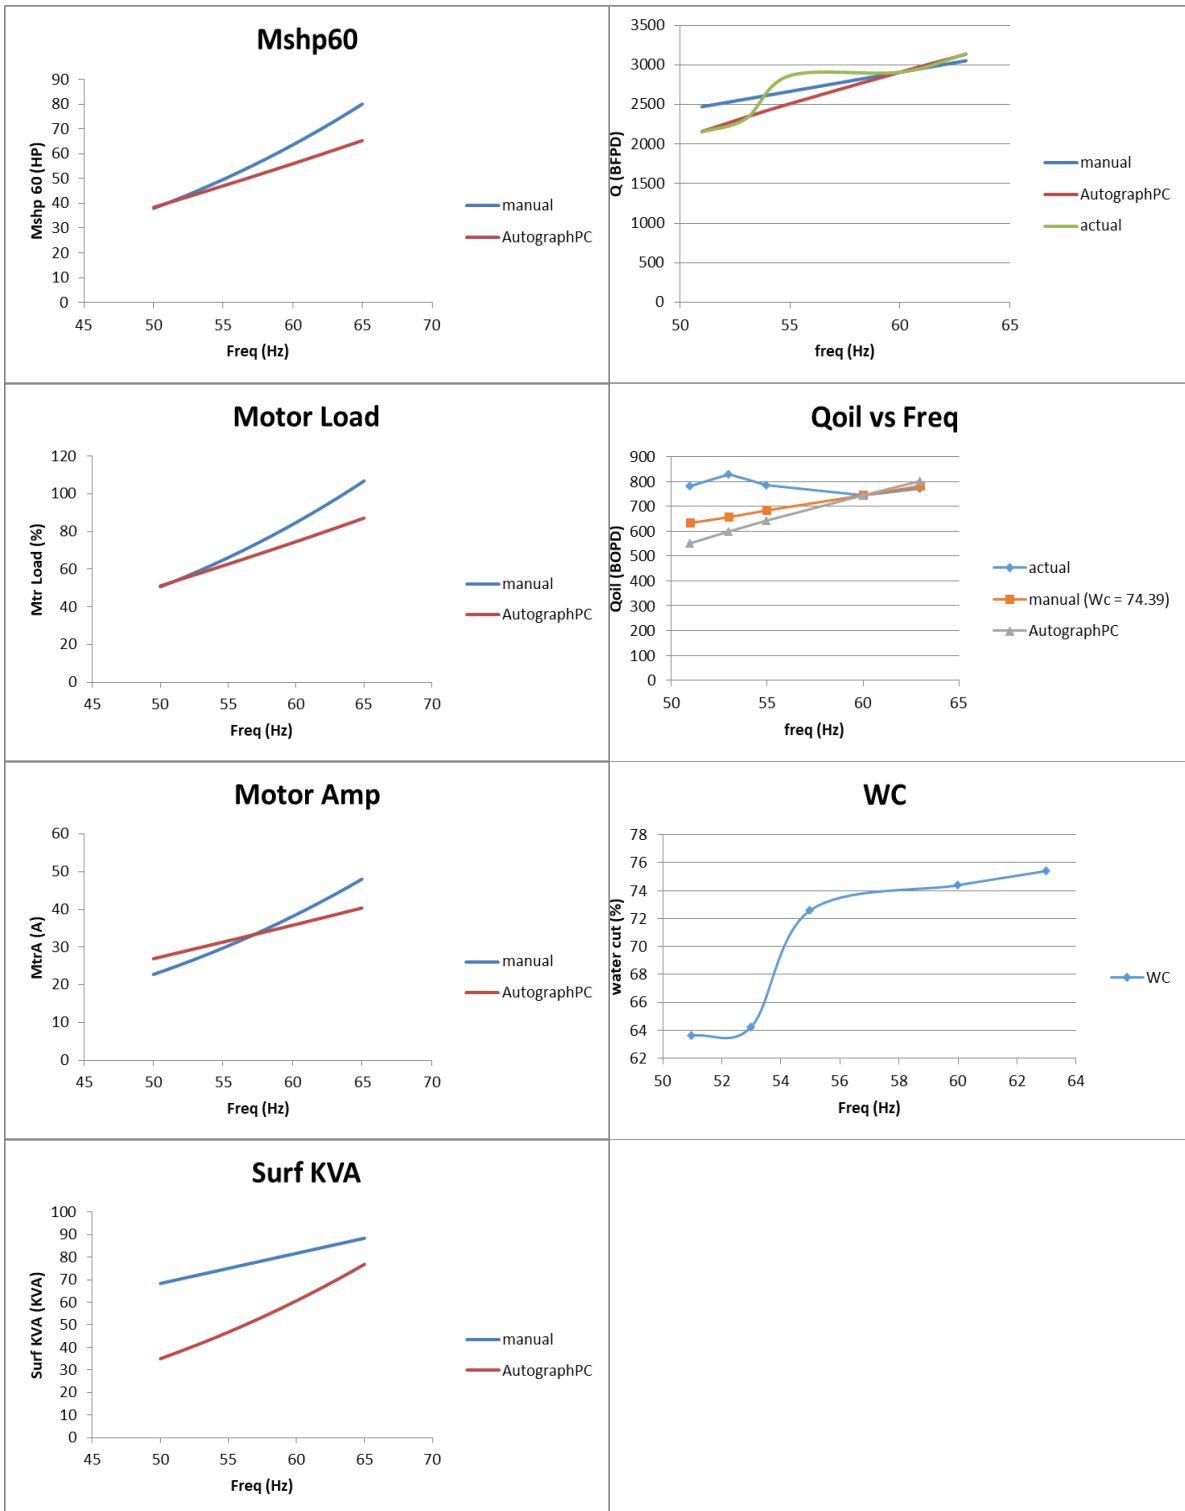 Mshp60
90
80
70
60
50
40
30
20
10
0
45 50 55 60 65 70
Mshp 60 (HP)
Freq (Hz)
manual
AutographPC
3500
3000
2500
2000
1500
1000
500
0
50 55 60 65
Q (BFPD)
freq (Hz)
manual
AutographPC
actual
Motor Load
120
100
80
60
40
20
0
45 50 55 60 65 70
Mtr Load (%)
Freq (Hz)
manual
AutographPC
Qoil vs Freq
900
800
700
600
500
400
300
200
100
0
50 55 60 65
Qoil (BOPD)
freq (Hz)
actual
manual (Wc = 74.39)
AutographPC
Motor Amp
60
50
40
30
20
10
0
45 50 55 60 65 70
MtrA (A)
Freq (Hz)
manual
AutographPC
WC
78
76
74
72
70
68
66
64
62
50 52 54 56 58 60 62 64
water cut (%)
Freq (Hz)
WC
Surf KVA
100
90
80
70
60
50
40
30
20
10
0
45 50 55 60 65 70
Surf KVA (KVA)
Freq (Hz)
manual
AutographPC